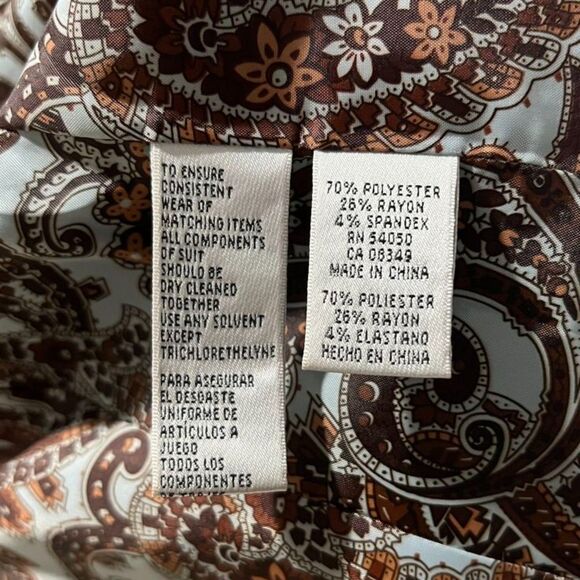 TO ENSURE
CONSISTENT
WEAR OF
MATCHING ITEMS
ALL COMPONENTS
OF SUIT
SHOULD BE
DRY CLEANED
TOGETHER
USE ANY SOLVENT
EXCEPT
TRICHLORETHELYNE
PARA ASEGURAR
EL DESGASTE
UNIFORME DE
ARTÍCULOS A
JUEGO
TODOS LOS
COMPONENTES
70% POLYESTER
26% RAYON
4% SPANDEX
RN 54050
CA 08349
MADE IN CHINA
70% POLIESTER
26% RAYON
4% ELASTANO
HECHO EN CHINA